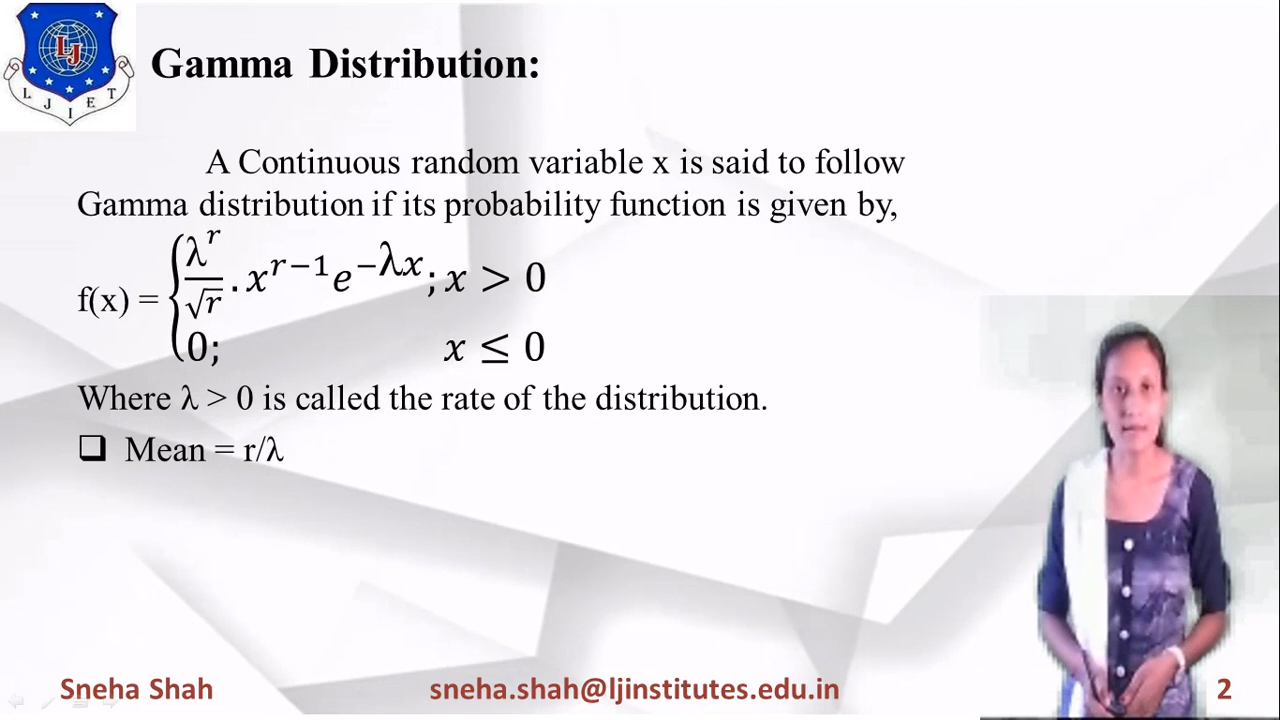 LJ
L J I E T
Gamma Distribution:
A Continuous random variable x is said to follow
Gamma distribution if its probability function is given by,
f(x) = { λ^r / √r . x^(r−1) e^(−λx) ; x > 0
0; x ≤ 0
Where λ > 0 is called the rate of the distribution.
❑ Mean = r/λ
Sneha Shah sneha.shah@ljinstitutes.edu.in 2